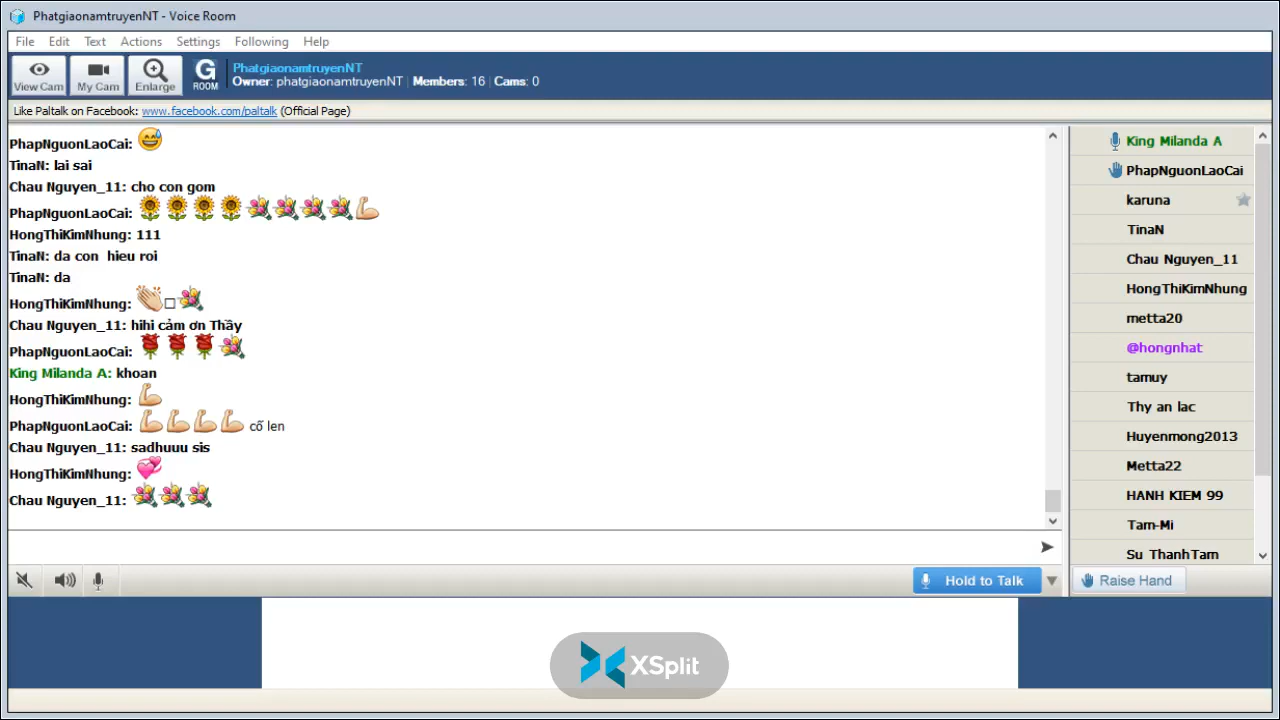 PhatgiaonamtruyenNT - Voice Room
File Edit Text Actions Settings Following Help
View Cam My Cam Enlarge G ROOM
PhatgiaonamtruyenNT
Owner: phatgiaonamtruyenNT | Members: 16 | Cams: 0
Like Paltalk on Facebook: www.facebook.com/paltalk (Official Page)
PhapNguonLaoCai:
TinaN: lai sai
Chau Nguyen_11: cho con gom
PhapNguonLaoCai:
HongThiKimNhung: 111
TinaN: da con hieu roi
TinaN: da
HongThiKimNhung:
Chau Nguyen_11: hihi cảm ơn Thầy
PhapNguonLaoCai:
King Milanda A: khoan
HongThiKimNhung:
PhapNguonLaoCai: cố len
Chau Nguyen_11: sadhuuu sis
HongThiKimNhung:
Chau Nguyen_11:
King Milanda A
PhapNguonLaoCai
karuna
TinaN
Chau Nguyen_11
HongThiKimNhung
metta20
@hongnhat
tamuy
Thy an lac
Huyenmong2013
Metta22
HANH KIEM 99
Tam-Mi
Su ThanhTam
Hold to Talk
Raise Hand
XSplit